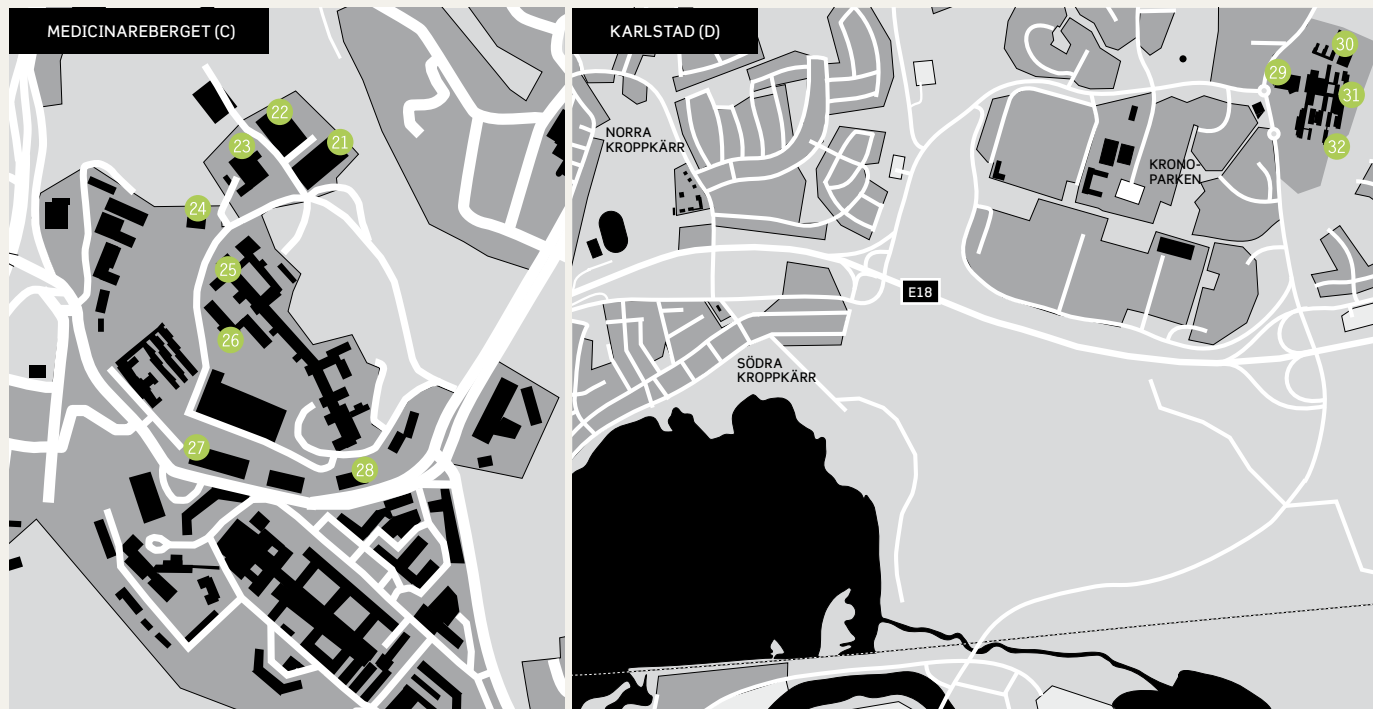 MEDICINAREBERGET (C)
22
21
23
24
25
26
27
28
KARLSTAD (D)
30
29
31
32
NORRA
KROPPKÄRR
KRONO-
PARKEN
E18
SÖDRA
KROPPKÄRR